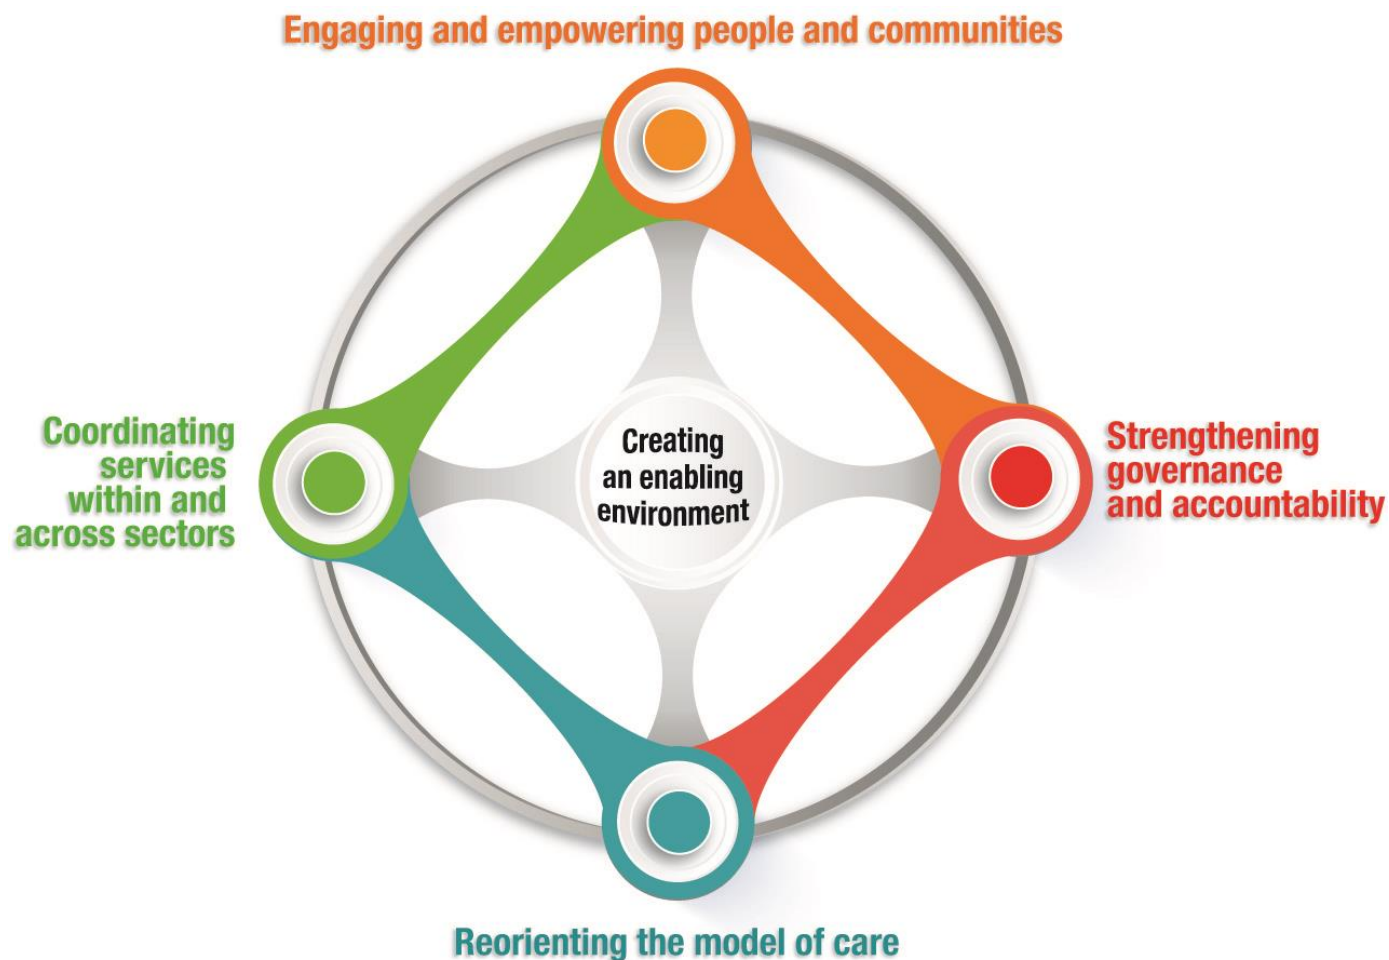 Engaging and empowering people and communities
Coordinating
services
within and
across sectors
Creating
an enabling
environment
Strengthening
governance
and accountability
Reorienting the model of care